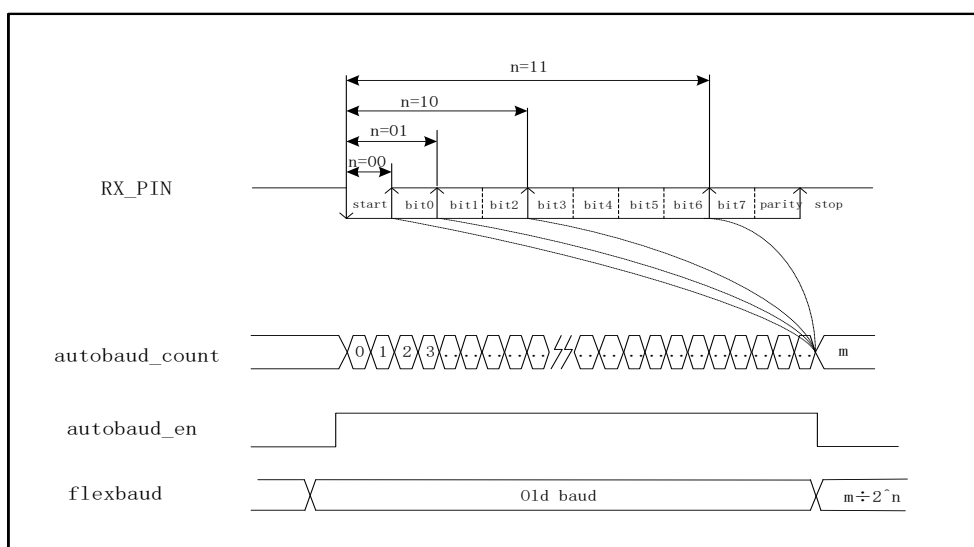 n=11
n=10
n=01
n=00
RX_PIN
start bit0 bit1 bit2 bit3 bit4 bit5 bit6 bit7 parity stop
autobaud_count 0 1 2 3 .. .. .. .. .. .. .. .. .. .. .. .. .. .. m
autobaud_en
flexbaud Old baud m÷2^n